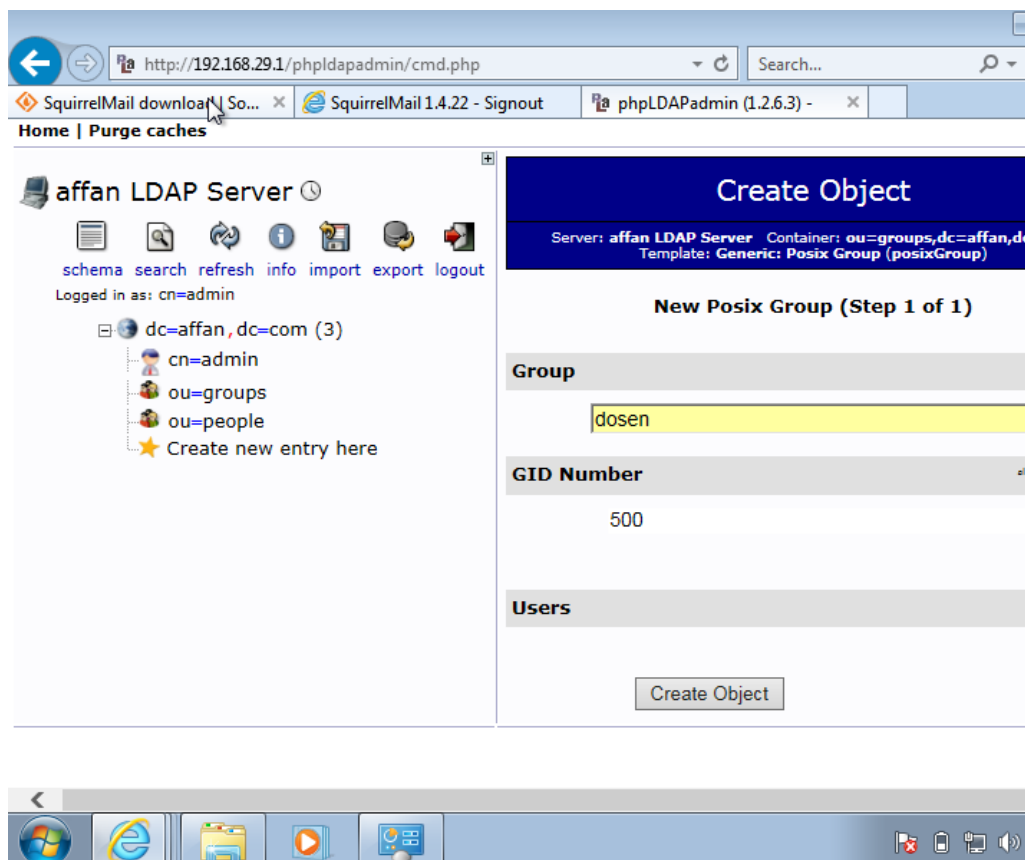 http://192.168.29.1/phpldapadmin/cmd.php
Search...
SquirrelMail download | So...
SquirrelMail 1.4.22 - Signout
phpLDAPadmin (1.2.6.3) -
Home | Purge caches
affan LDAP Server
schema search refresh info import export logout
Logged in as: cn=admin
dc=affan,dc=com (3)
cn=admin
ou=groups
ou=people
Create new entry here
Create Object
Server: affan LDAP Server Container: ou=groups,dc=affan,d
Template: Generic: Posix Group (posixGroup)
New Posix Group (Step 1 of 1)
Group
dosen
GID Number
500
Users
Create Object